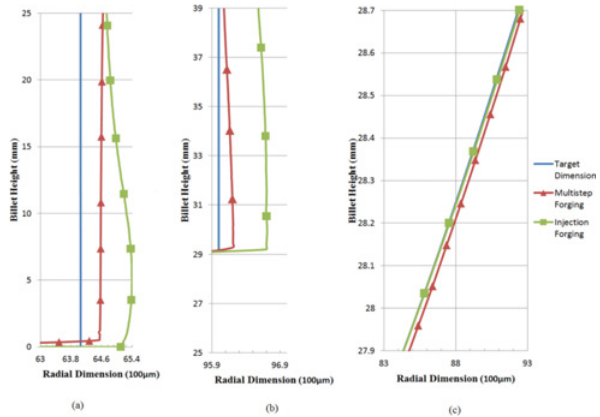 25
20
15
10
5
0
Billet Height (mm)
63 63.8 64.6 65.4
Radial Dimension (100μm)
(a)
39
37
35
33
31
29
27
25
Billet Height (mm)
95.9 96.9
Radial Dimension (100μm)
(b)
28.7
28.6
28.5
28.4
28.3
28.2
28.1
28
27.9
Billet Height (mm)
83 88 93
Radial Dimension (100μm)
(c)
Target
Dimension
Multistep
Forging
Injection
Forging